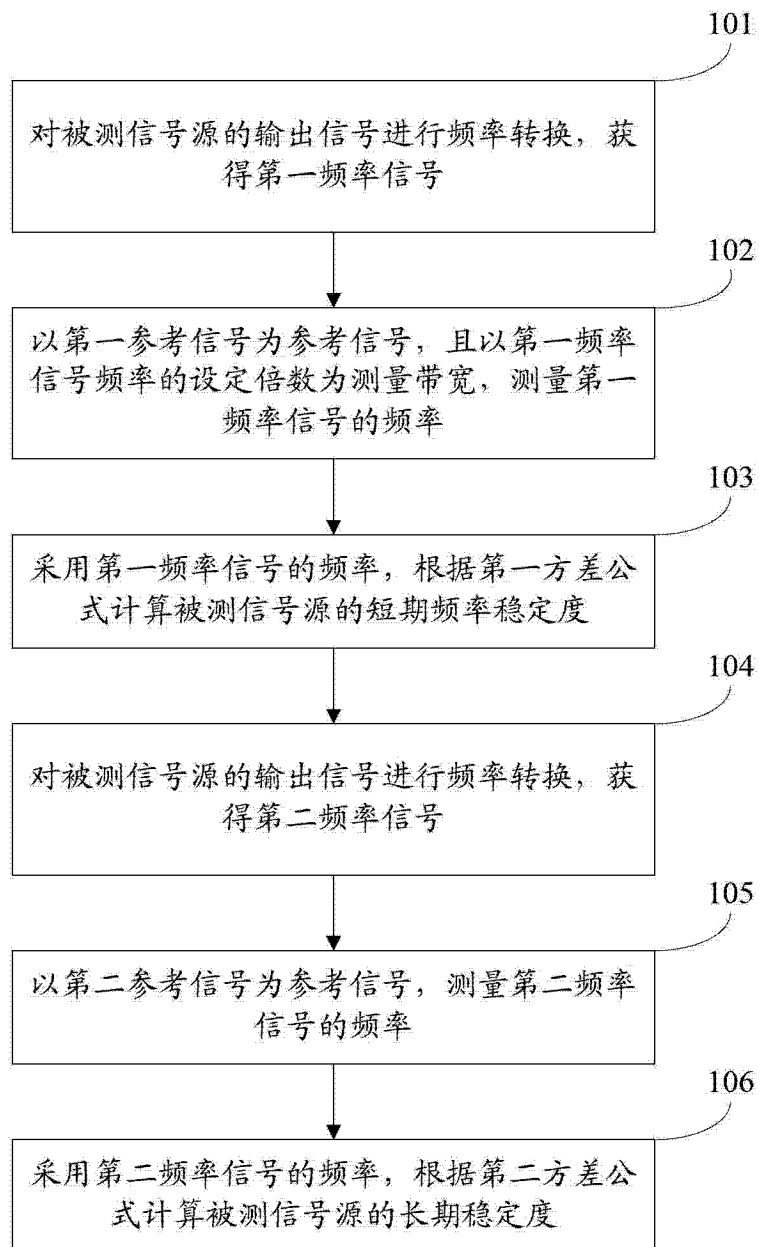 101
对被测信号源的输出信号进行频率转换，获
得第一频率信号
102
以第一参考信号为参考信号，且以第一频率
信号频率的设定倍数为测量带宽，测量第一
频率信号的频率
103
采用第一频率信号的频率，根据第一方差公
式计算被测信号源的短期频率稳定度
104
对被测信号源的输出信号进行频率转换，获
得第二频率信号
105
以第二参考信号为参考信号，测量第二频率
信号的频率
106
采用第二频率信号的频率，根据第二方差公
式计算被测信号源的长期稳定度